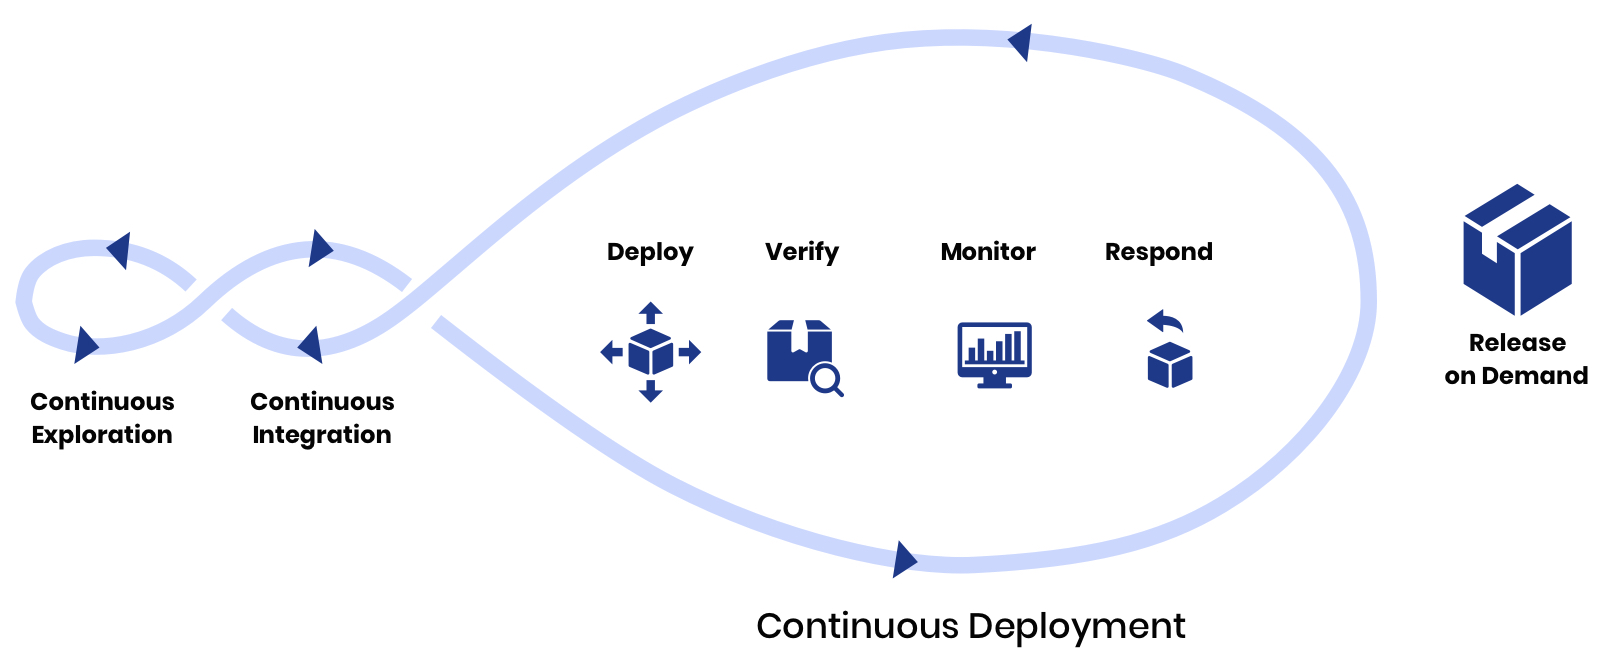 Deploy
Verify
Monitor
Respond
Release
on Demand
Continuous
Exploration
Continuous
Integration
Continuous Deployment